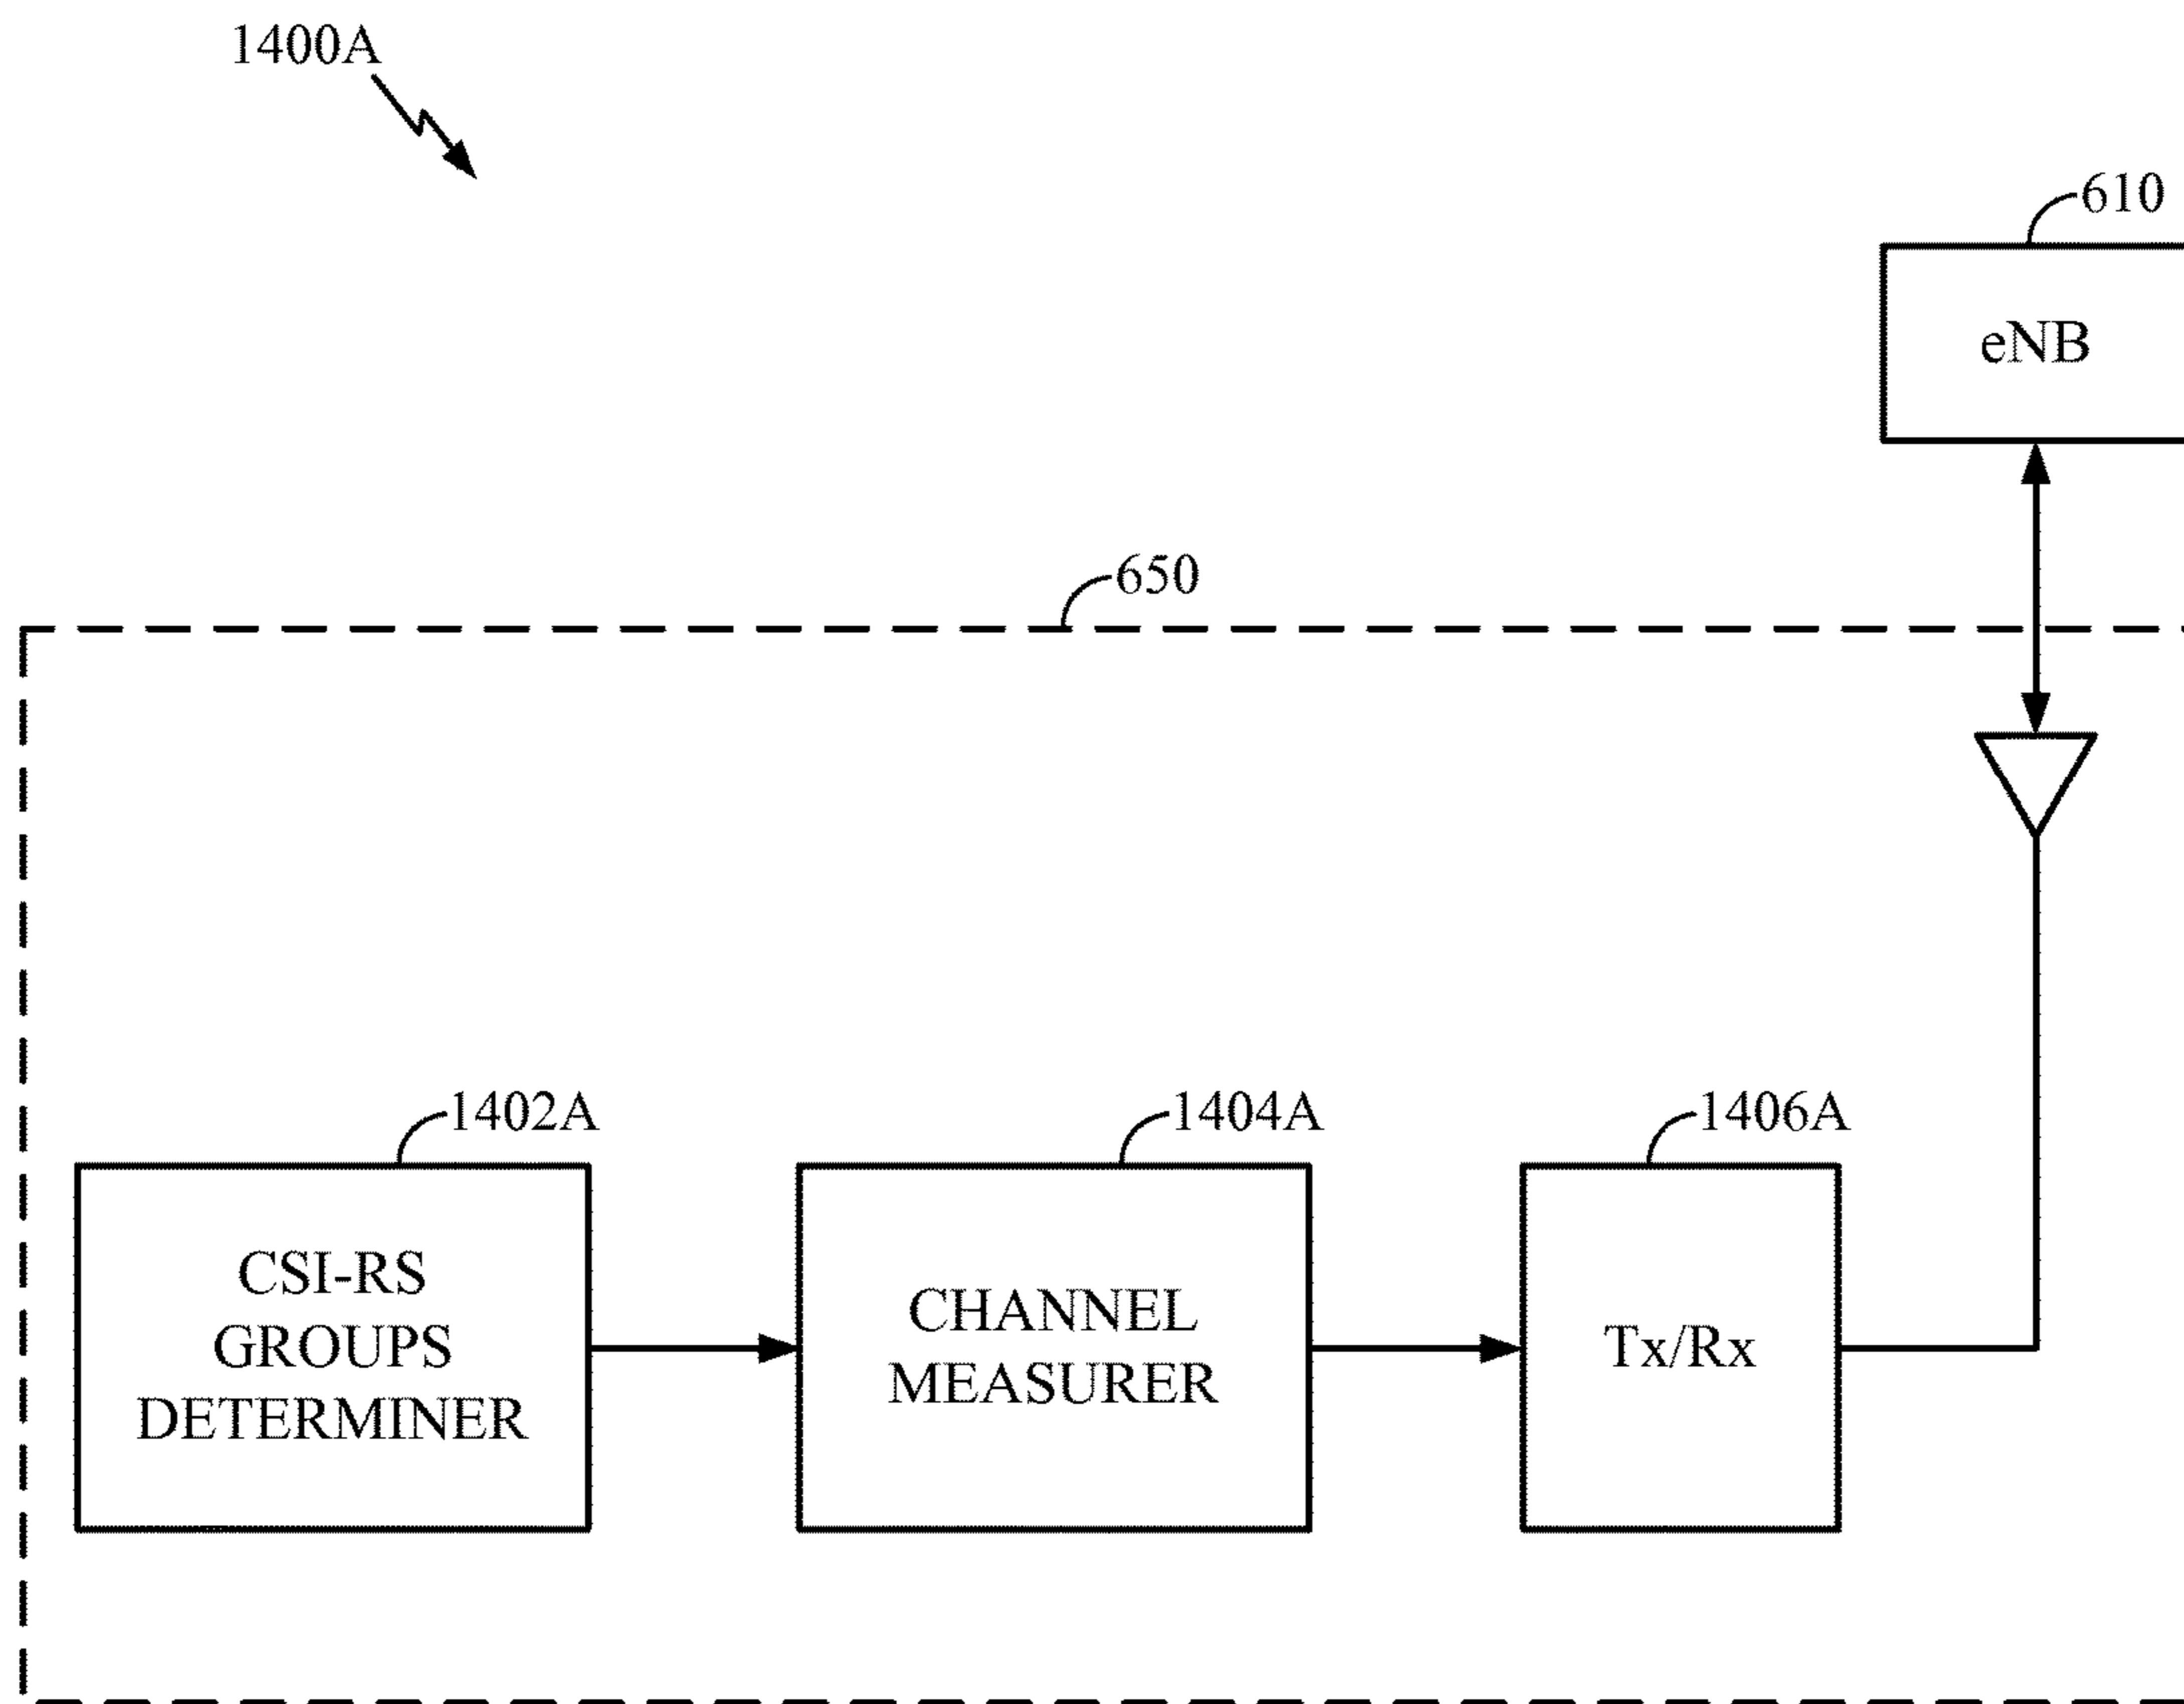 1400A
610
eNB
650
1402A
1404A
1406A
CSI-RS
GROUPS
DETERMINER
CHANNEL
MEASURER
Tx/Rx